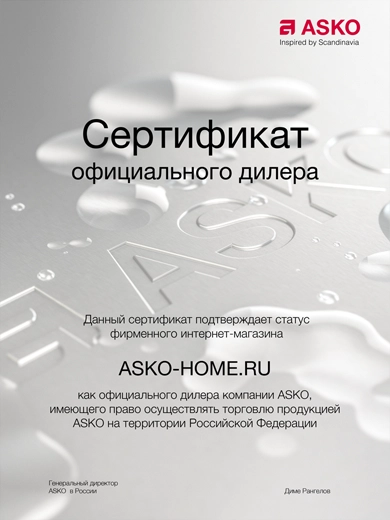 ASKO
Inspired by Scandinavia
Сертификат
официального дилера
ASKO
Данный сертификат подтверждает статус
фирменного интернет-магазина
ASKO-HOME.RU
как официального дилера компании ASKO,
имеющего право осуществлять торговлю продукцией
ASKO на территории Российской Федерации
Генеральный директор
ASKO в России
Диме Рангелов